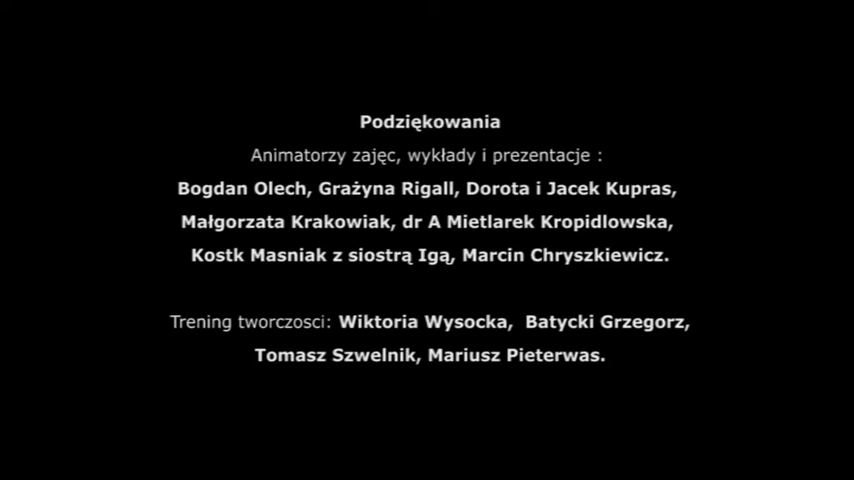 Podziękowania
Animatorzy zajęc, wykłady i prezentacje :
Bogdan Olech, Grażyna Rigall, Dorota i Jacek Kupras,
Małgorzata Krakowiak, dr A Mietlarek Kropidlowska,
Kostk Masniak z siostrą Igą, Marcin Chryszkiewicz.
Trening tworczosci: Wiktoria Wysocka, Batycki Grzegorz,
Tomasz Szwelnik, Mariusz Pieterwas.